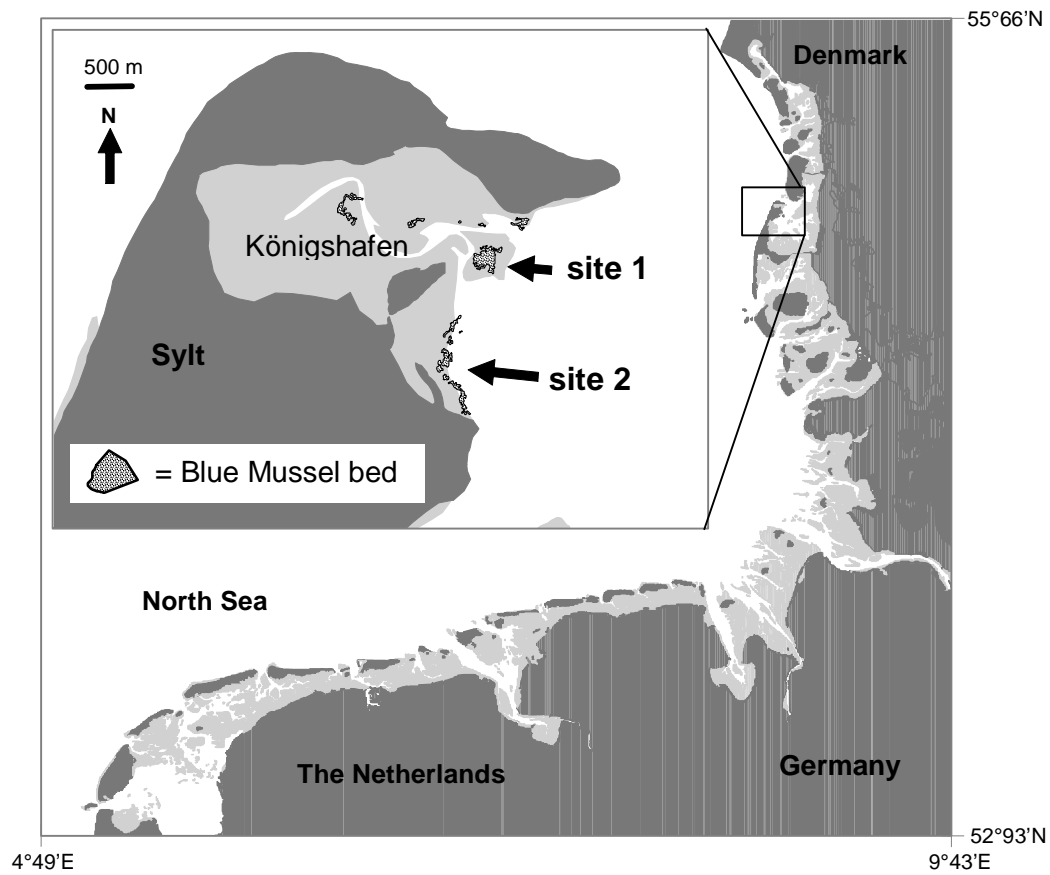 55°66'N
Denmark
500 m
N
Königshafen
site 1
Sylt
site 2
= Blue Mussel bed
North Sea
The Netherlands
Germany
52°93'N
4°49'E
9°43'E